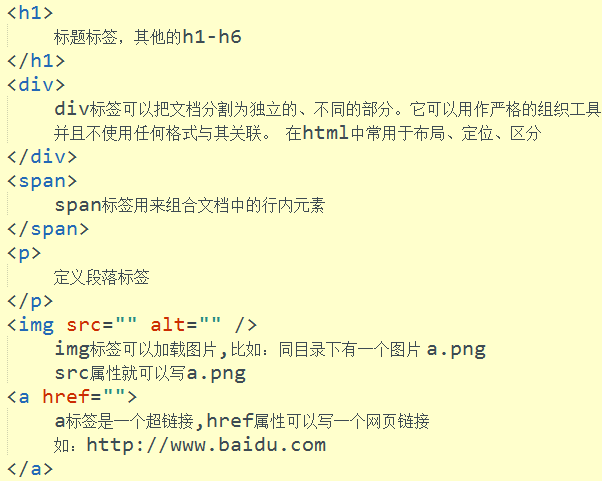 <h1>
标题标签，其他的h1-h6
</h1>
<div>
div标签可以把文档分割为独立的、不同的部分。它可以用作严格的组织工具
并且不使用任何格式与其关联。 在html中常用于布局、定位、区分
</div>
<span>
span标签用来组合文档中的行内元素
</span>
<p>
定义段落标签
</p>
<img src="" alt="" />
img标签可以加载图片,比如：同目录下有一个图片 a.png
src属性就可以写a.png
<a href="">
a标签是一个超链接,href属性可以写一个网页链接
如：http://www.baidu.com
</a>